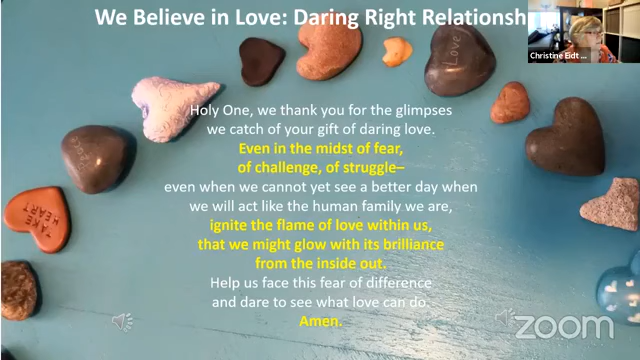 We Believe in Love: Daring Right Relationsh
Christine Eidt ...
Love
Holy One, we thank you for the glimpses
we catch of your gift of daring love.
Even in the midst of fear,
of challenge, of struggle–
even when we cannot yet see a better day when
we will act like the human family we are,
ignite the flame of love within us,
that we might glow with its brilliance
from the inside out.
Help us face this fear of difference
and dare to see what love can do.
Amen.
TAKE
HEART
zoom